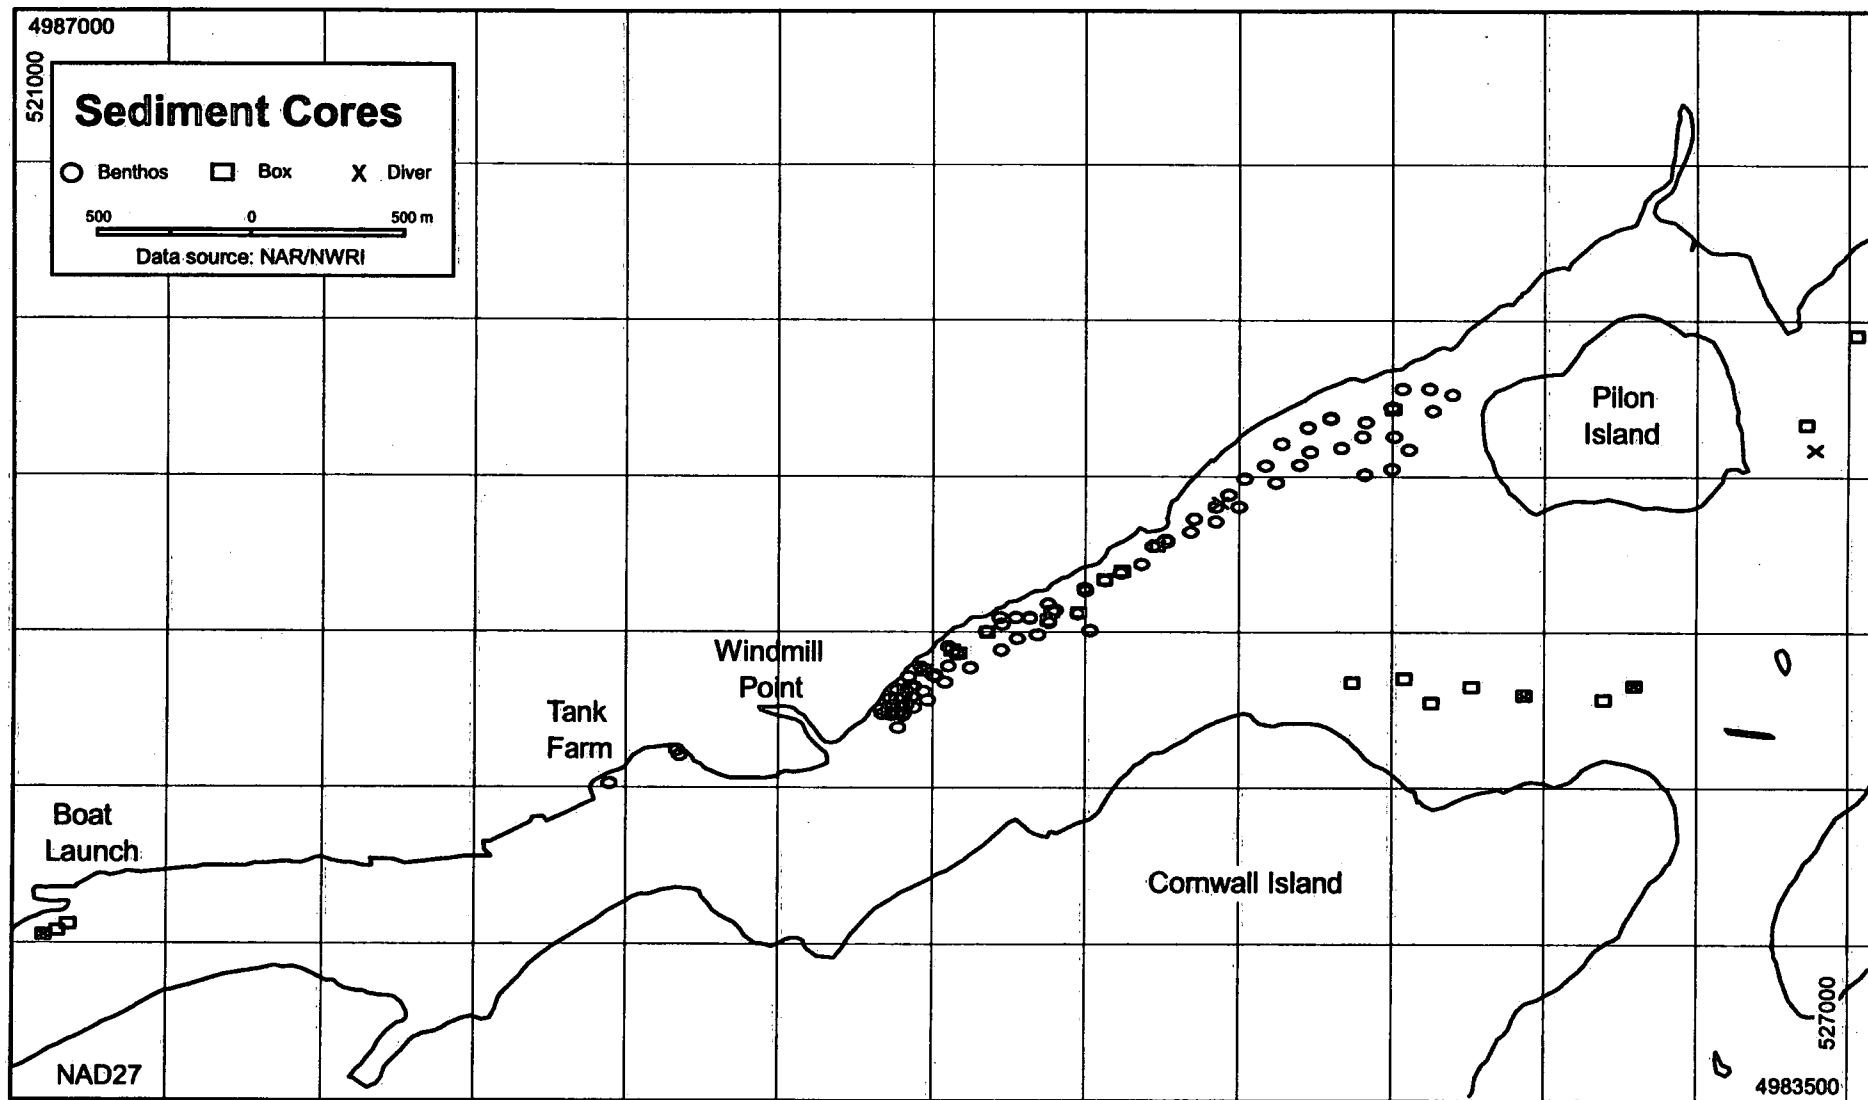 4987000
521000
Sediment Cores
Benthos Box X Diver
500 0 500 m
Data source: NAR/NWRI
Pilon
Island
Windmill
Point
Tank
Farm
Boat
Launch
Cornwall Island
527000
NAD27
4983500